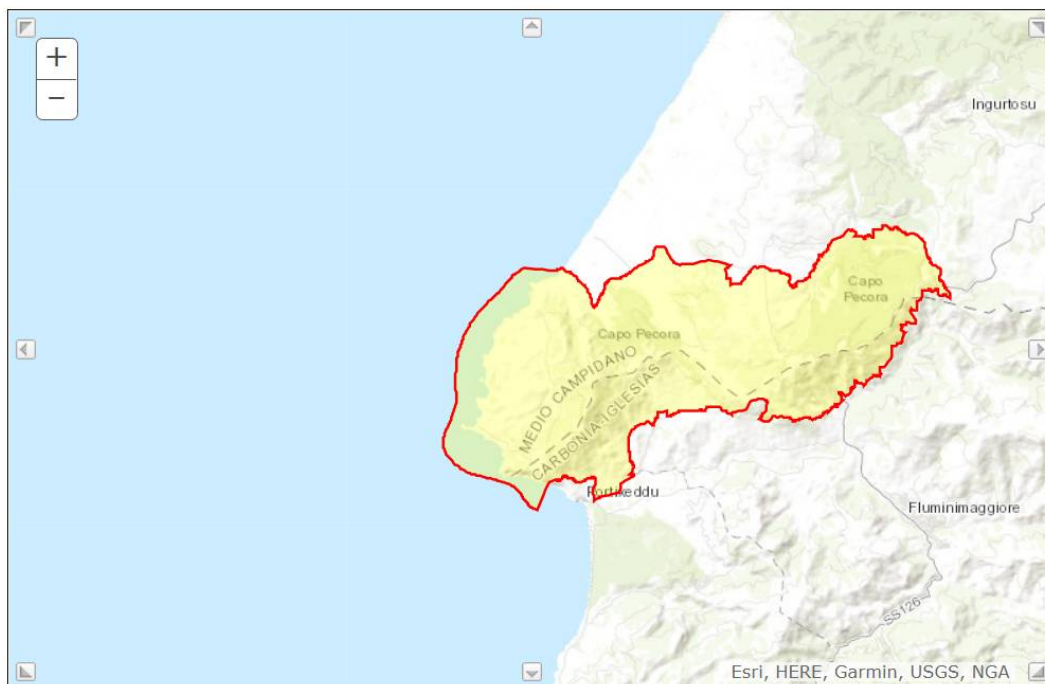 +
−
Ingurtosu
Capo
Pecora
Capo Pecora
MEDIO CAMPIDANO
CARBONIA-IGLESIAS
Portixeddu
Fluminimaggiore
SS126
Esri, HERE, Garmin, USGS, NGA